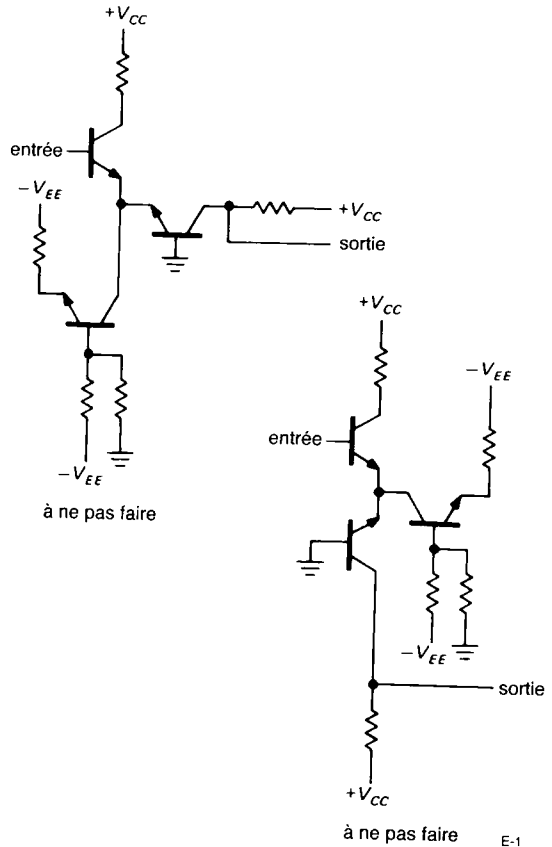 +V_CC
entrée
−V_EE
+V_CC
sortie
−V_EE
à ne pas faire
+V_CC
−V_EE
entrée
−V_EE
sortie
+V_CC
à ne pas faire
E-1